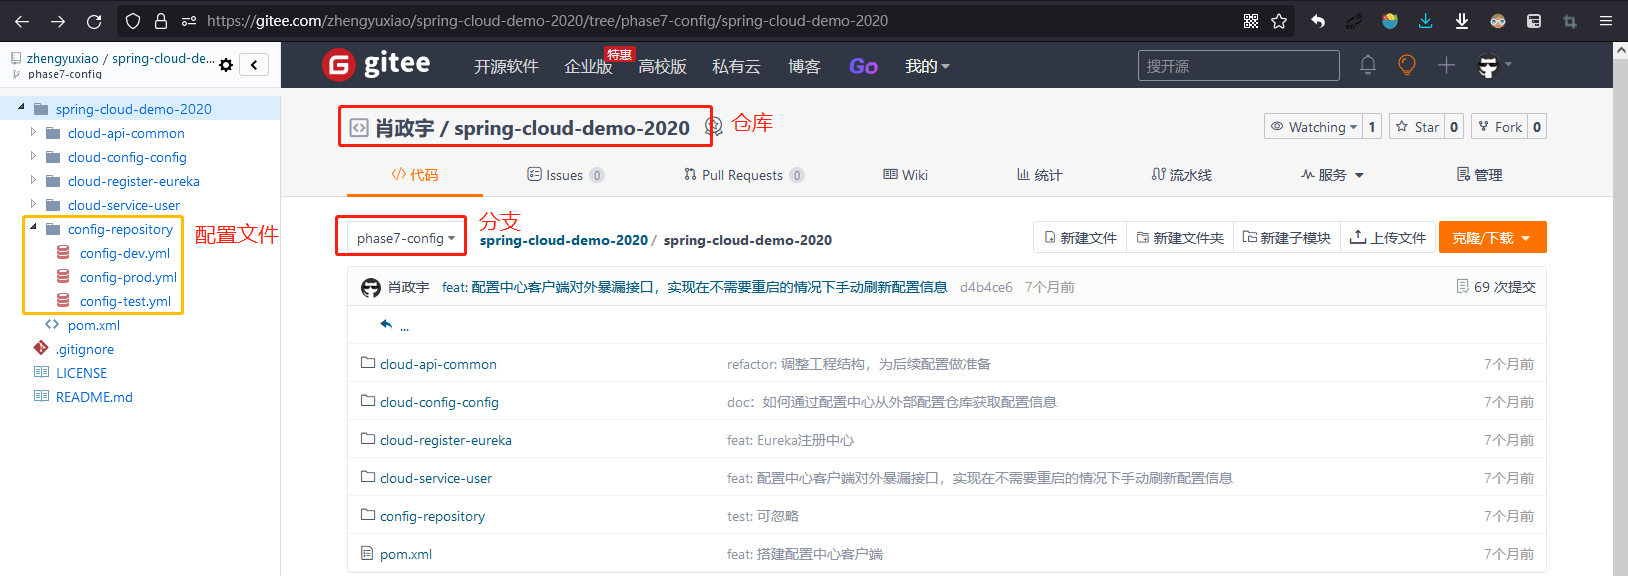 https://gitee.com/zhengyuxiao/spring-cloud-demo-2020/tree/phase7-config/spring-cloud-demo-2020
zhengyuxiao / spring-cloud-de...
phase7-config
spring-cloud-demo-2020
cloud-api-common
cloud-config-config
cloud-register-eureka
cloud-service-user
config-repository
config-dev.yml
config-prod.yml
config-test.yml
pom.xml
.gitignore
LICENSE
README.md
配置文件
gitee 开源软件 企业版 特惠 高校版 私有云 博客 Go 我的 搜开源
肖政宇 / spring-cloud-demo-2020 仓库
Watching 1 Star 0 Fork 0
代码 Issues 0 Pull Requests 0 Wiki 统计 流水线 服务 管理
分支
phase7-config spring-cloud-demo-2020 / spring-cloud-demo-2020 新建文件 新建文件夹 新建子模块 上传文件 克隆/下载
肖政宇 feat: 配置中心客户端对外暴漏接口，实现在不需要重启的情况下手动刷新配置信息 d4b4ce6 7个月前 69 次提交
...
cloud-api-common refactor: 调整工程结构，为后续配置做准备 7个月前
cloud-config-config doc：如何通过配置中心从外部配置仓库获取配置信息 7个月前
cloud-register-eureka feat: Eureka注册中心 7个月前
cloud-service-user feat: 配置中心客户端对外暴漏接口，实现在不需要重启的情况下手动刷新配置信息 7个月前
config-repository test: 可忽略 7个月前
pom.xml feat: 搭建配置中心客户端 7个月前